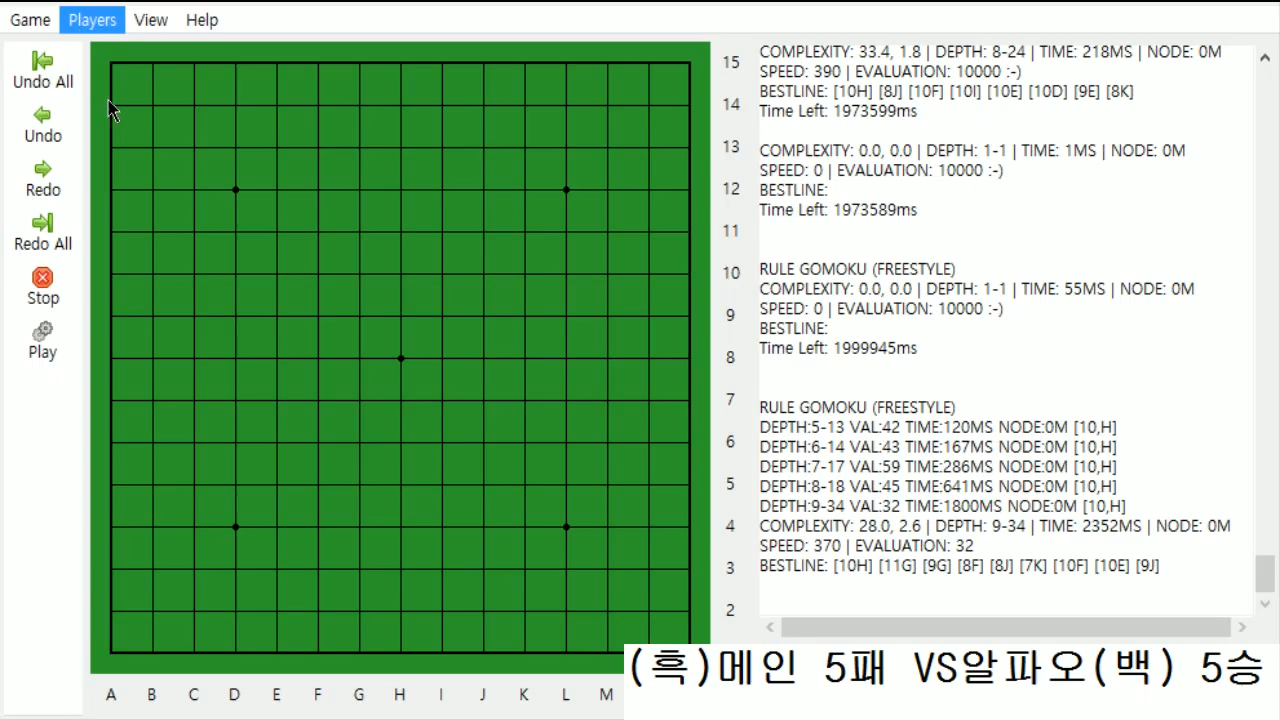 Game Players View Help
Undo All
Undo
Redo
Redo All
Stop
Play
15
14
13
12
11
10
9
8
7
6
5
4
3
2
A B C D E F G H I J K L M
COMPLEXITY: 33.4, 1.8 | DEPTH: 8-24 | TIME: 218MS | NODE: 0M
SPEED: 390 | EVALUATION: 10000 :-)
BESTLINE: [10H] [8J] [10F] [10I] [10E] [10D] [9E] [8K]
Time Left: 1973599ms
COMPLEXITY: 0.0, 0.0 | DEPTH: 1-1 | TIME: 1MS | NODE: 0M
SPEED: 0 | EVALUATION: 10000 :-)
BESTLINE:
Time Left: 1973589ms
RULE GOMOKU (FREESTYLE)
COMPLEXITY: 0.0, 0.0 | DEPTH: 1-1 | TIME: 55MS | NODE: 0M
SPEED: 0 | EVALUATION: 10000 :-)
BESTLINE:
Time Left: 1999945ms
RULE GOMOKU (FREESTYLE)
DEPTH:5-13 VAL:42 TIME:120MS NODE:0M [10,H]
DEPTH:6-14 VAL:43 TIME:167MS NODE:0M [10,H]
DEPTH:7-17 VAL:59 TIME:286MS NODE:0M [10,H]
DEPTH:8-18 VAL:45 TIME:641MS NODE:0M [10,H]
DEPTH:9-34 VAL:32 TIME:1800MS NODE:0M [10,H]
COMPLEXITY: 28.0, 2.6 | DEPTH: 9-34 | TIME: 2352MS | NODE: 0M
SPEED: 370 | EVALUATION: 32
BESTLINE: [10H] [11G] [9G] [8F] [8J] [7K] [10F] [10E] [9J]
(흑)메인 5패 VS알파오(백) 5승